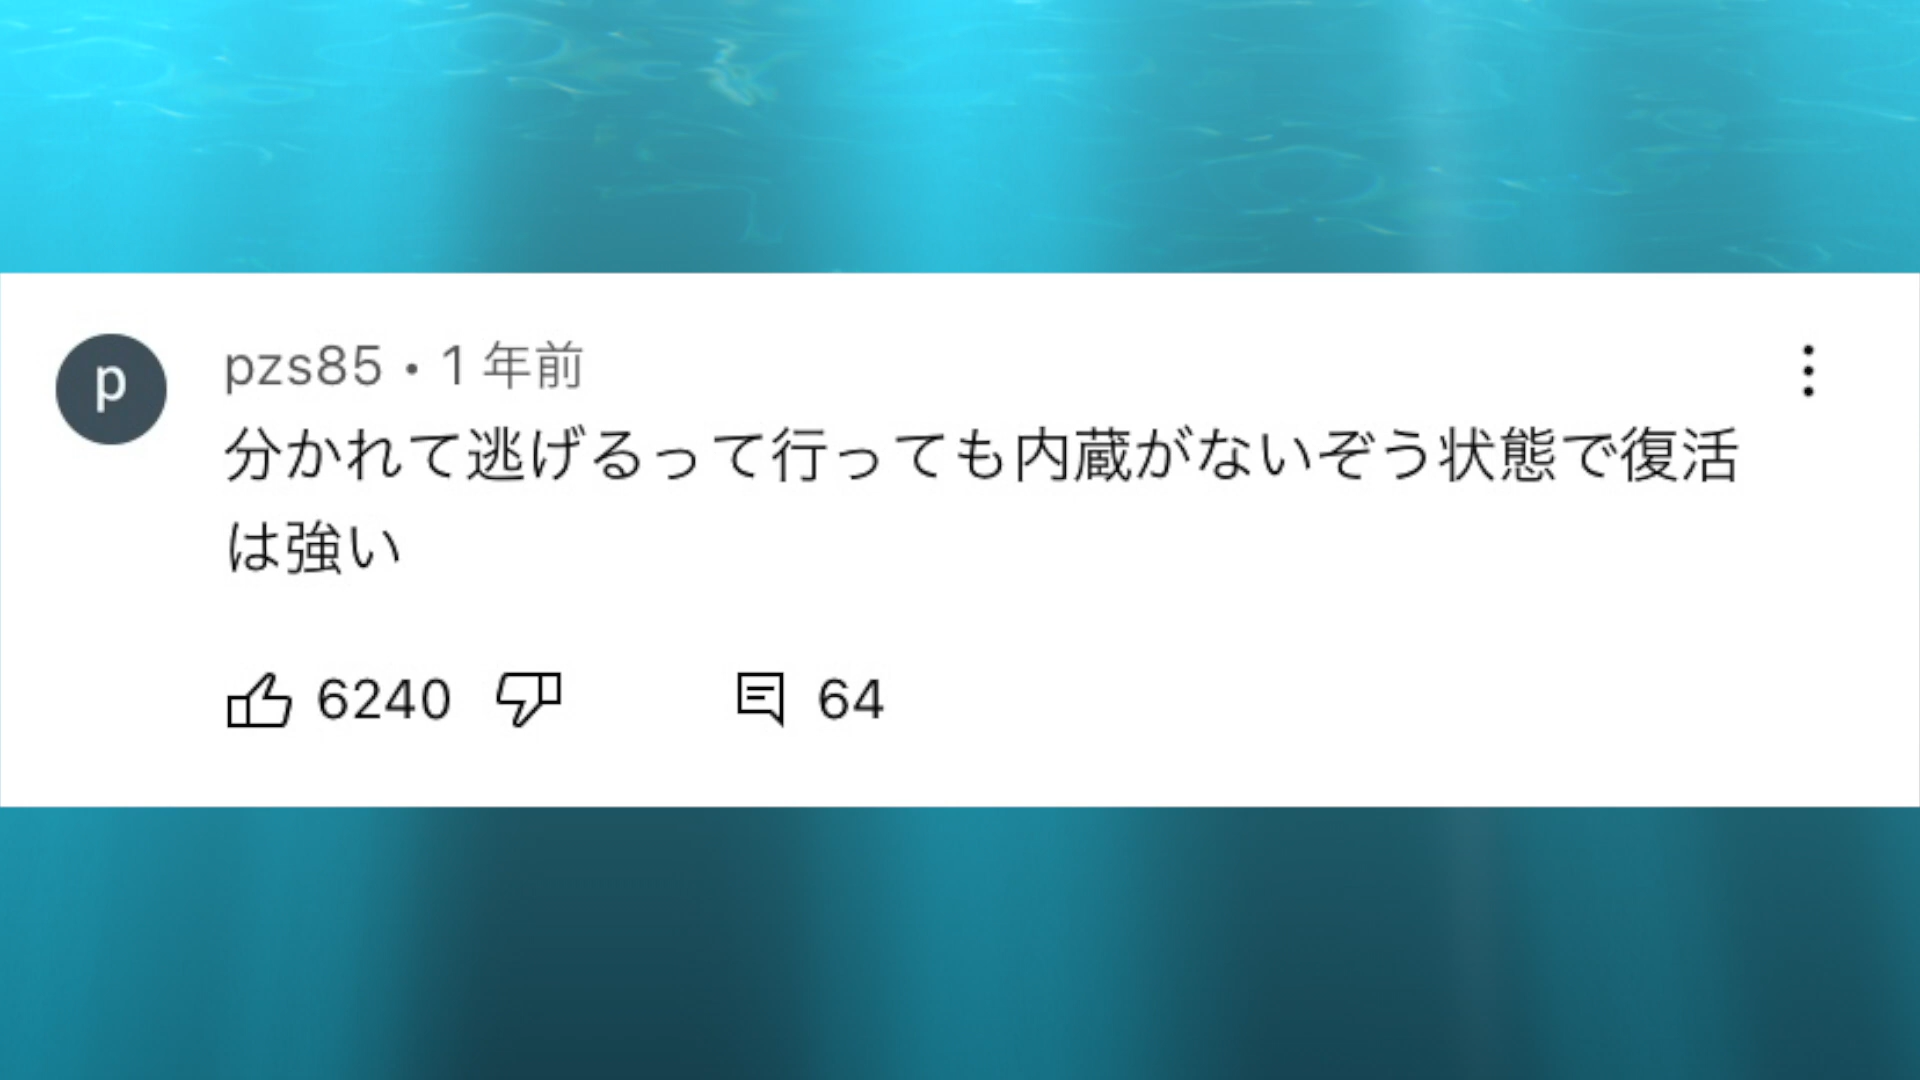 p
pzs85・1 年前
分かれて逃げるって行っても内蔵がないぞう状態で復活
は強い
6240
64